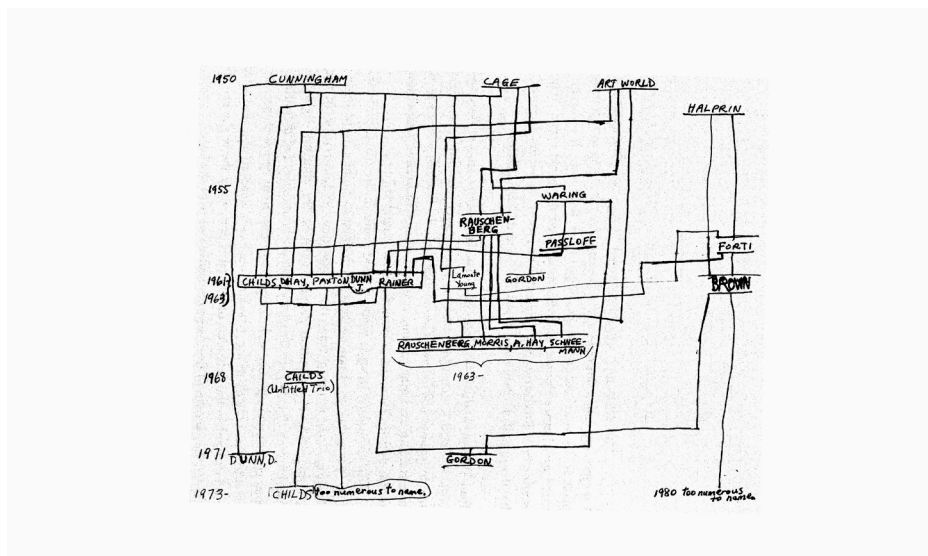 1950 CUNNINGHAM CAGE ART WORLD
HALPRIN
1955
WARING
RAUSCHEN-
BERG
PASSLOFF
FORTI
1961-
1963
CHILDS, DHAY, PAXTON, DUNN J. RAINER
Lamonte
Young
GORDON
BROWN
RAUSCHENBERG, MORRIS, A. HAY, SCHNEE-
MANN
1963-
1968
CHILDS
(Untitled Trio)
1971
DUNN, D.
GORDON
1973-
CHILDS too numerous to name.
1980 too numerous
to name.